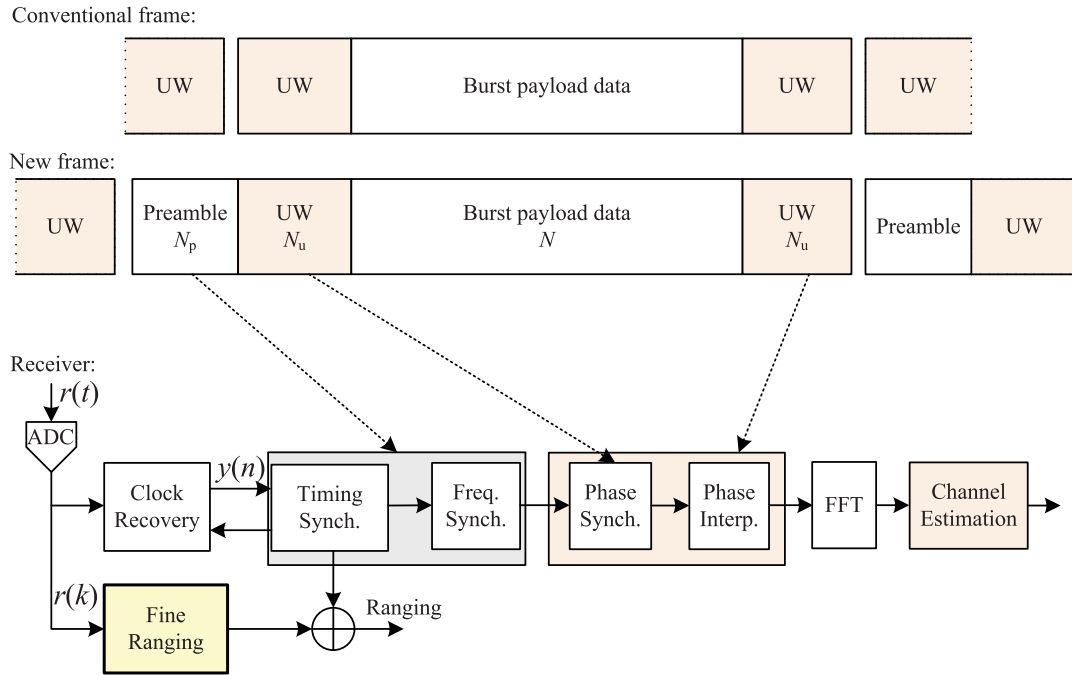 Conventional frame:
UW
UW
Burst payload data
UW
UW
New frame:
UW
Preamble
Np
UW
Nu
Burst payload data
N
UW
Nu
Preamble
UW
Receiver:
r(t)
ADC
Clock
Recovery
y(n)
Timing
Synch.
Freq.
Synch.
Phase
Synch.
Phase
Interp.
FFT
Channel
Estimation
r(k)
Fine
Ranging
Ranging